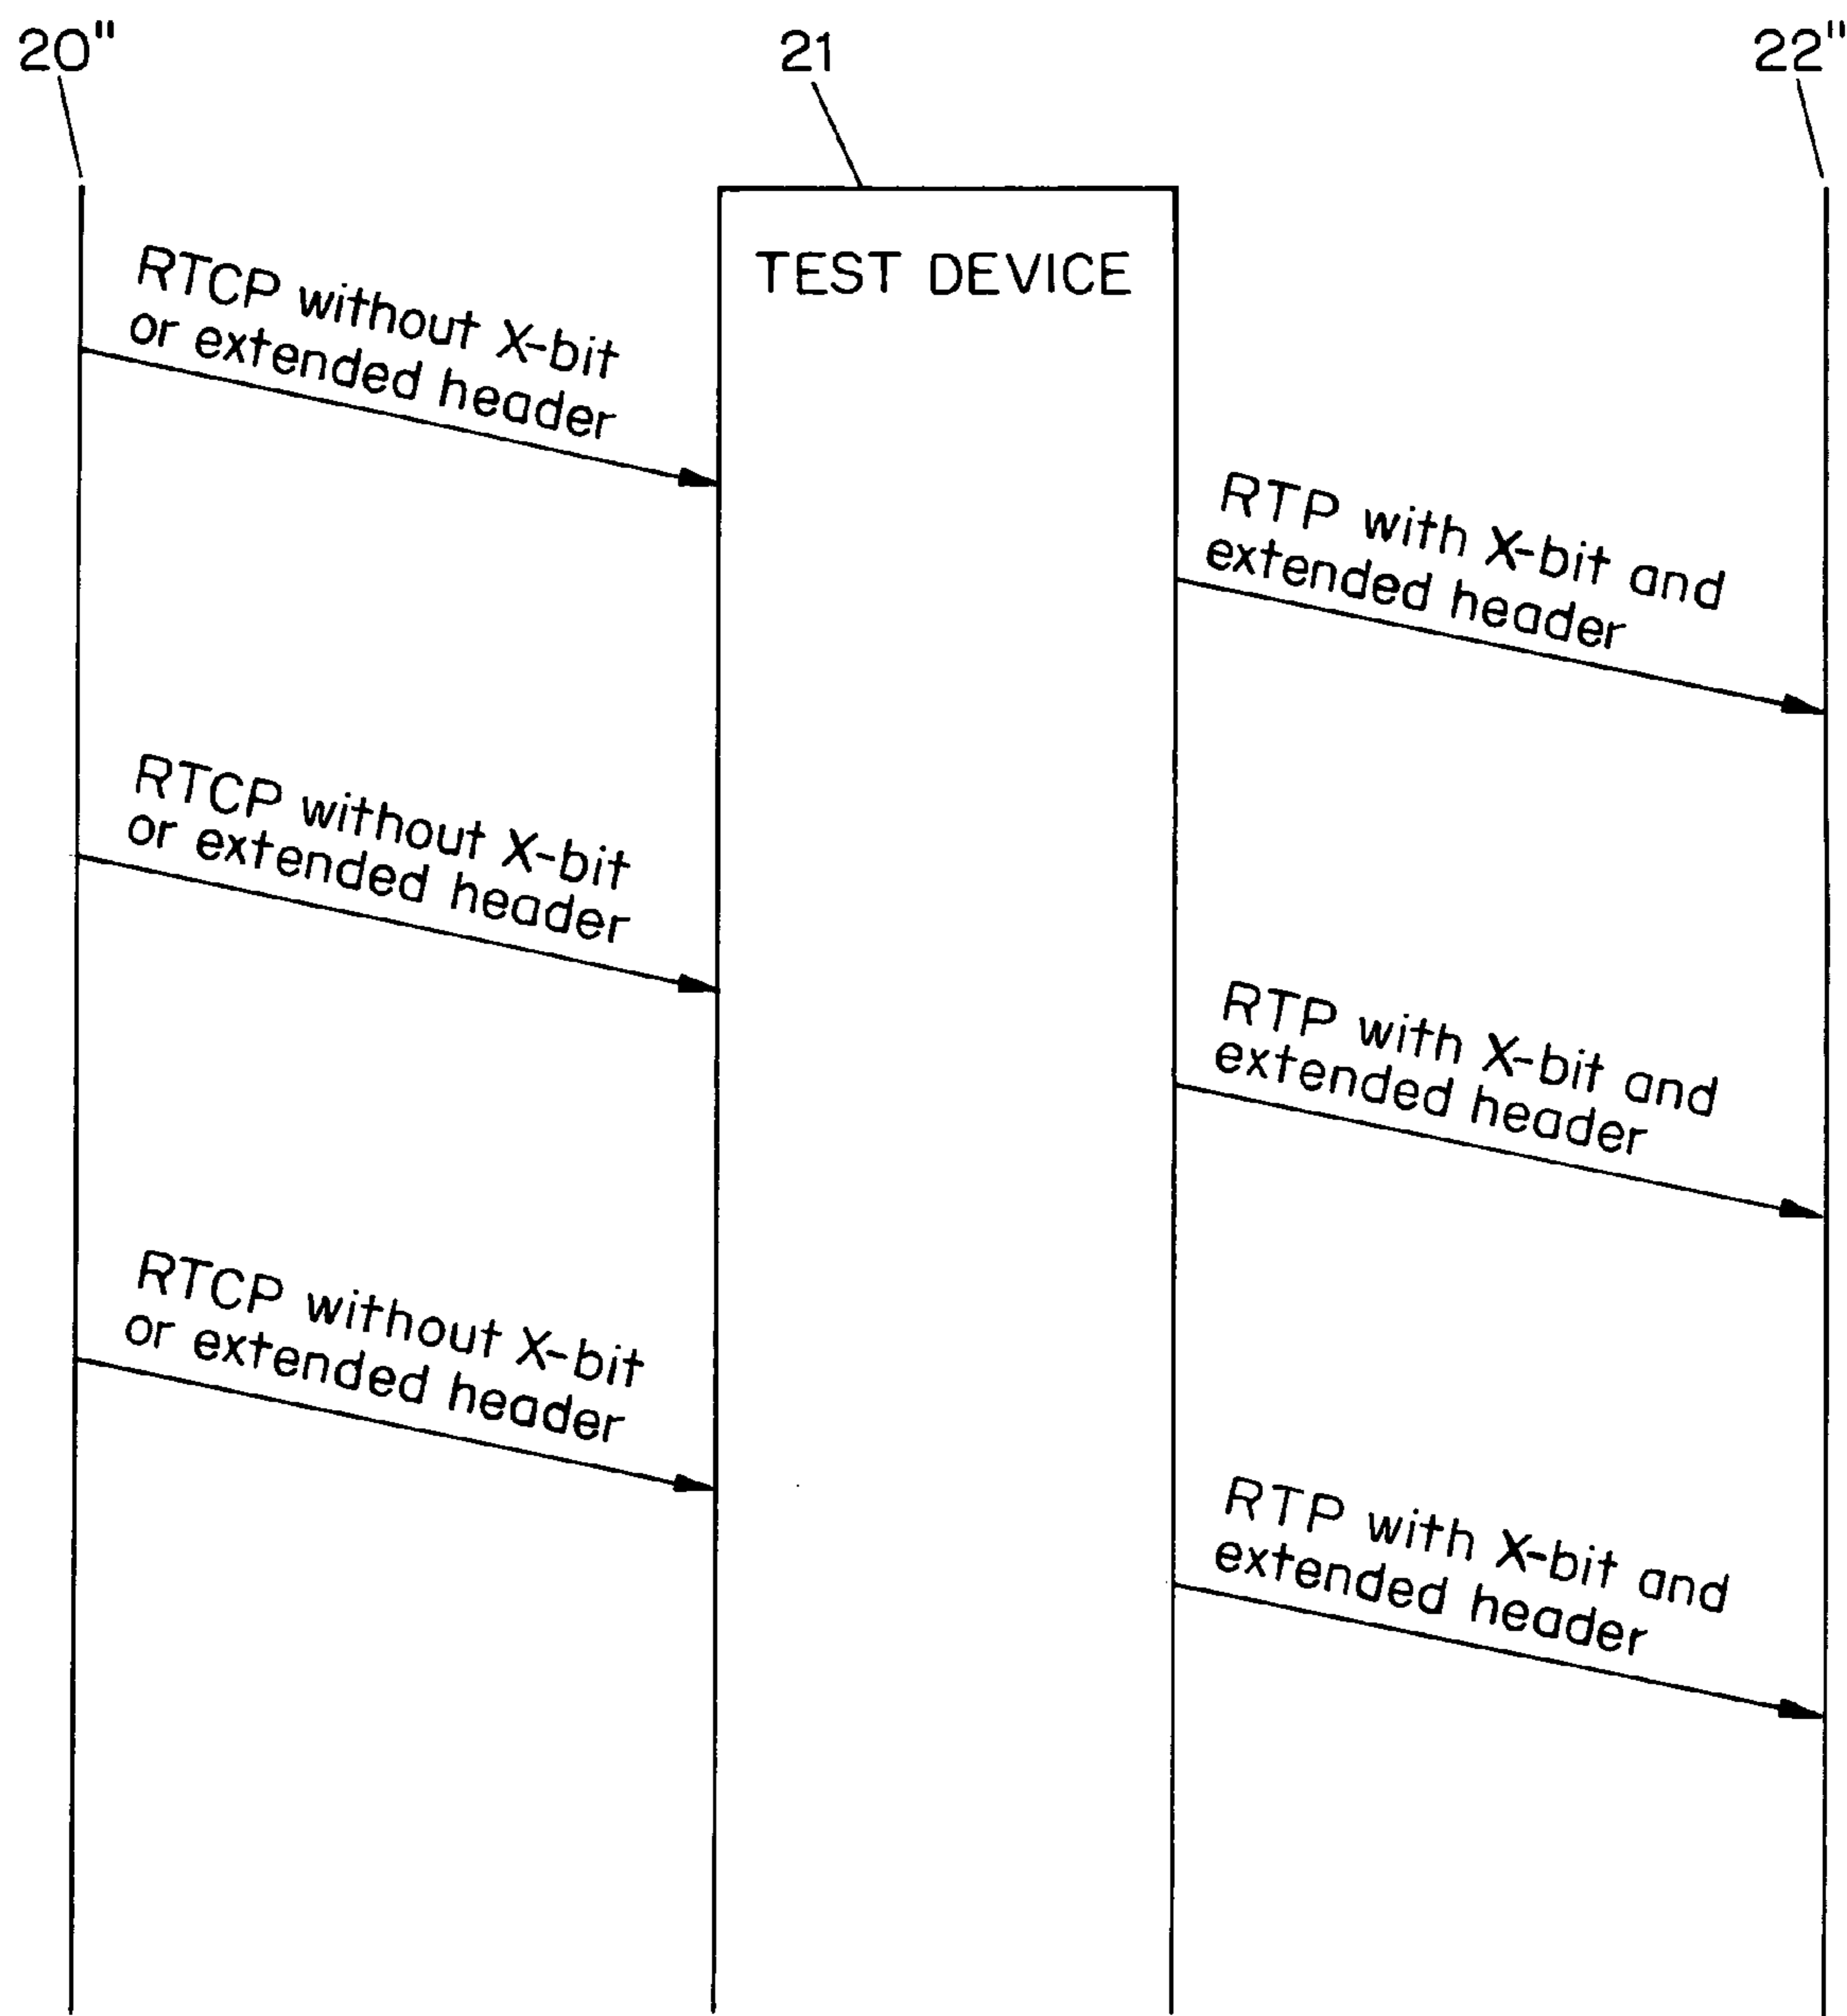 20"
21
22"
TEST DEVICE
RTCP without X-bit
or extended header
RTP with X-bit and
extended header
RTCP without X-bit
or extended header
RTP with X-bit and
extended header
RTCP without X-bit
or extended header
RTP with X-bit and
extended header